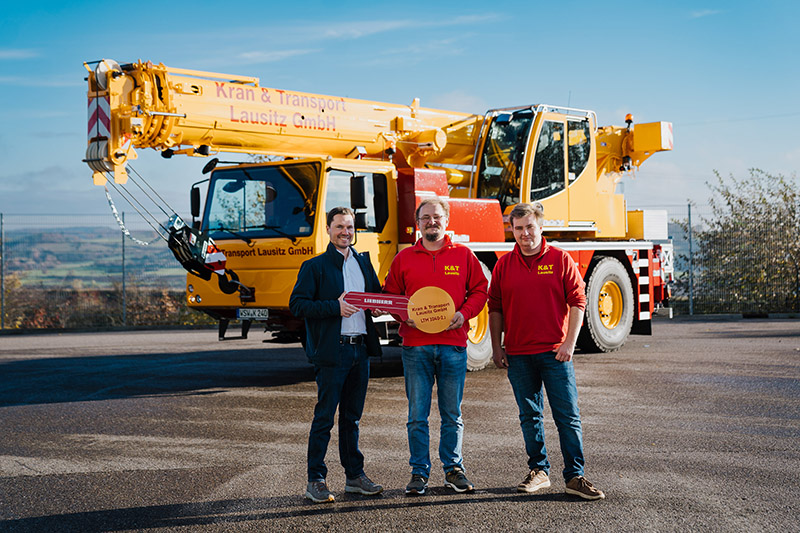 Kran & Transport
Lausitz GmbH
Transport Lausitz GmbH
LIEBHERR
Kran & Transport
Lausitz GmbH
K&T
Lausitz
K&T
Lausitz